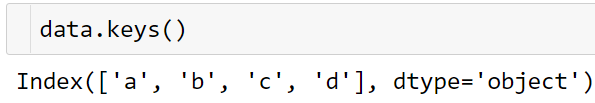 data.keys()
Index(['a', 'b', 'c', 'd'], dtype='object')